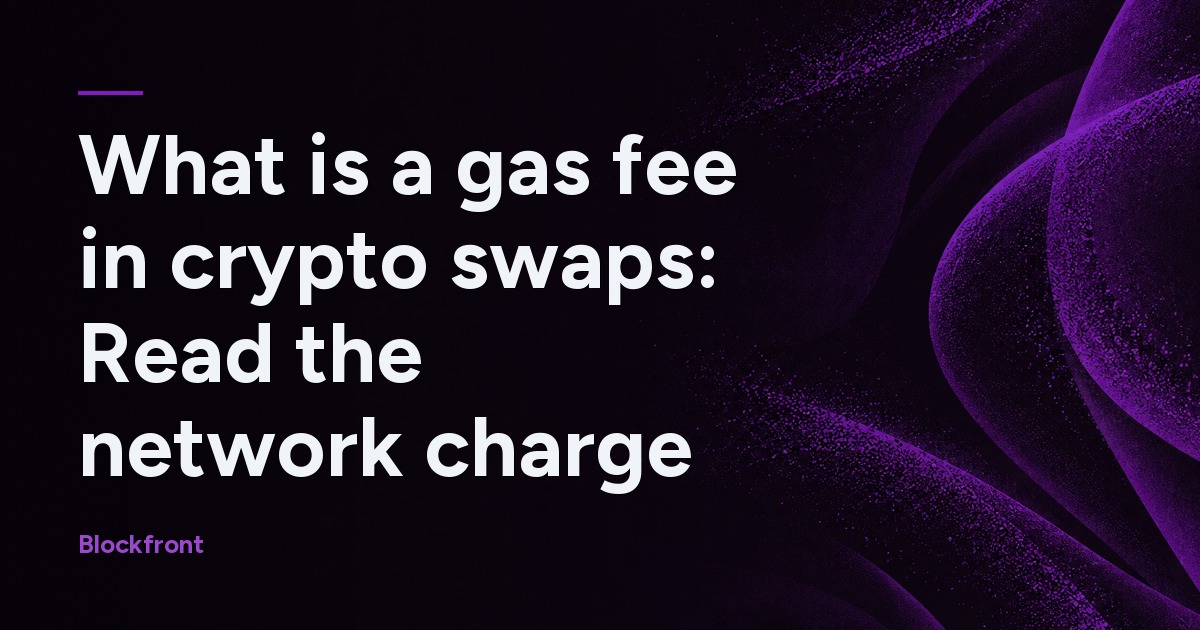 What is a gas fee
in crypto swaps:
Read the
network charge
Blockfront